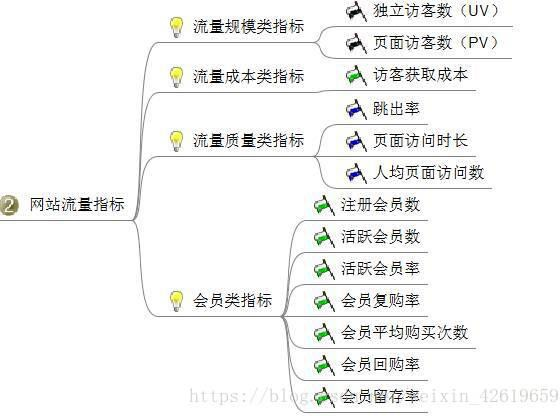 2 网站流量指标
流量规模类指标
独立访客数（UV）
页面访客数（PV）
流量成本类指标
访客获取成本
流量质量类指标
跳出率
页面访问时长
人均页面访问数
会员类指标
注册会员数
活跃会员数
活跃会员率
会员复购率
会员平均购买次数
会员回购率
会员留存率